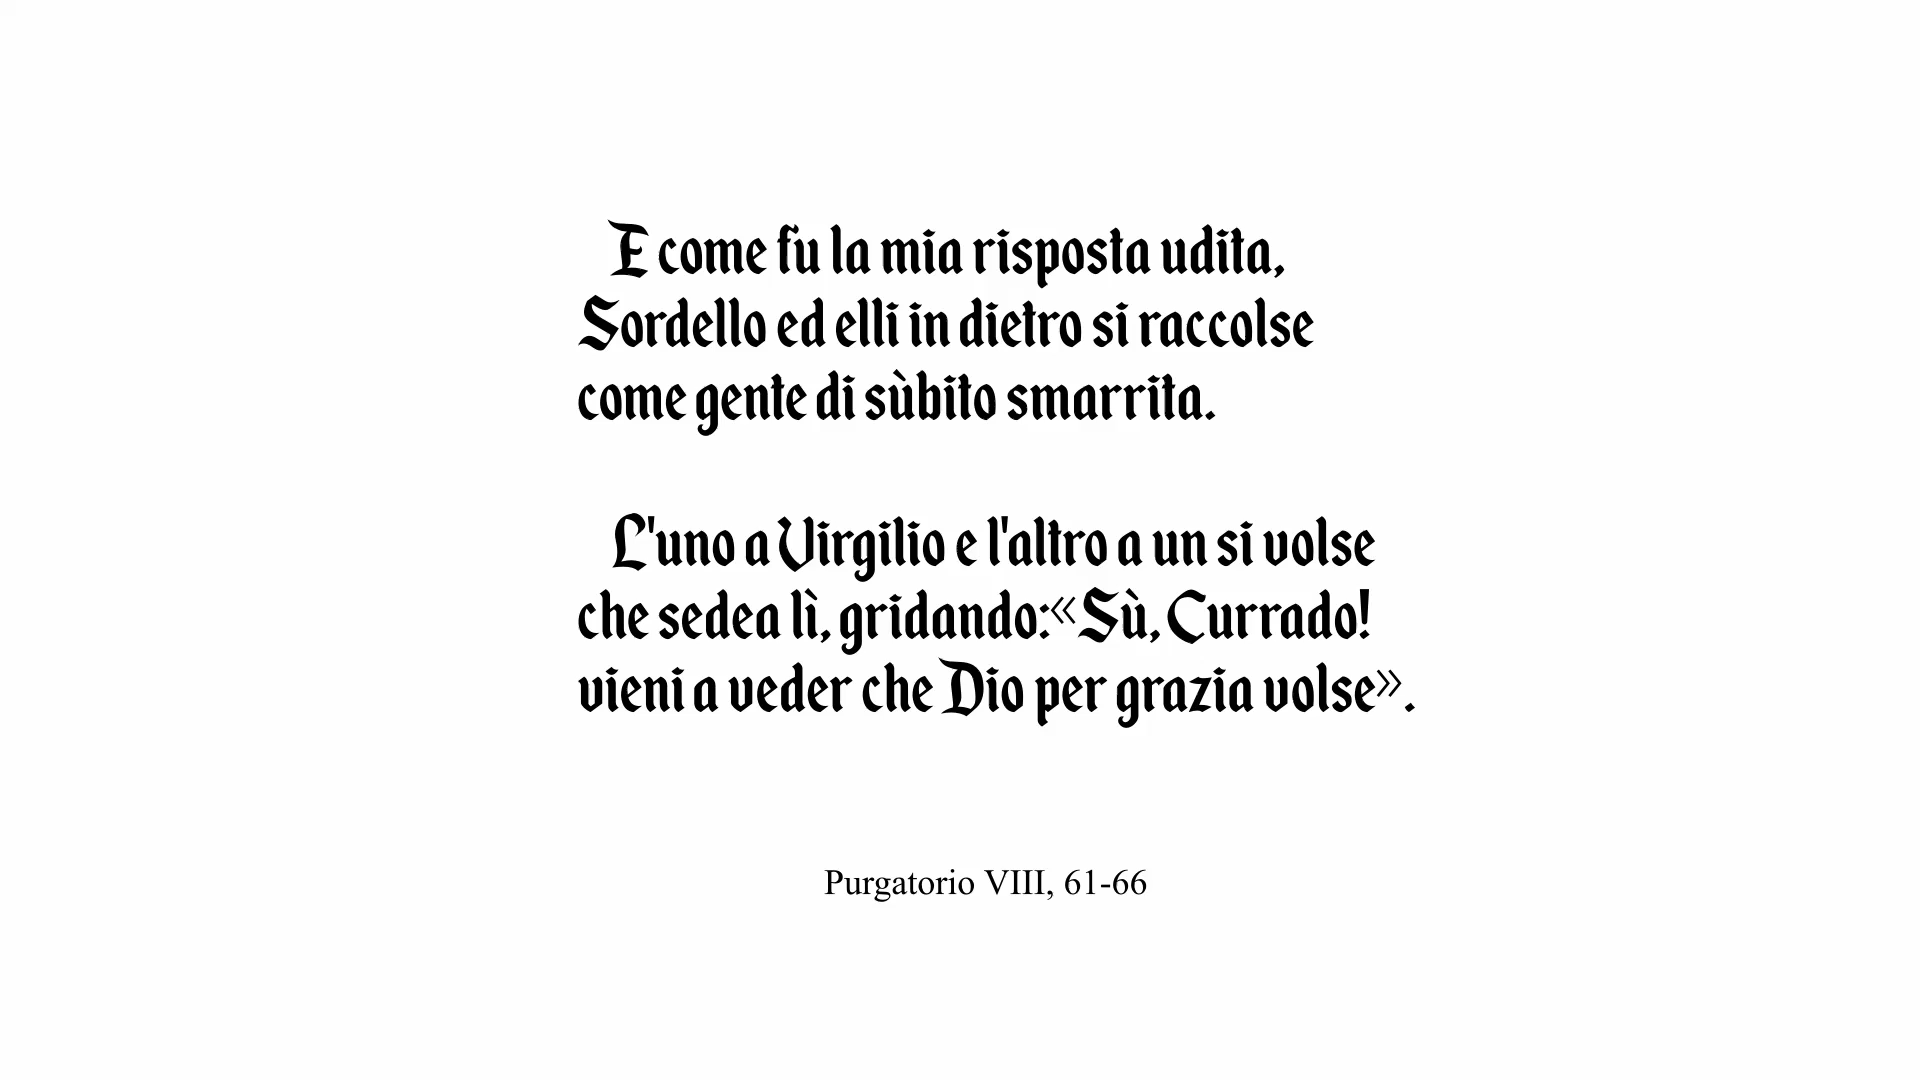 E come fu la mia risposta udita,
Sordello ed elli in dietro si raccolse
come gente di sùbito smarrita.
L'uno a Virgilio e l'altro a un si volse
che sedea lì, gridando:«Sù, Currado!
vieni a veder che Dio per grazia volse».
Purgatorio VIII, 61-66